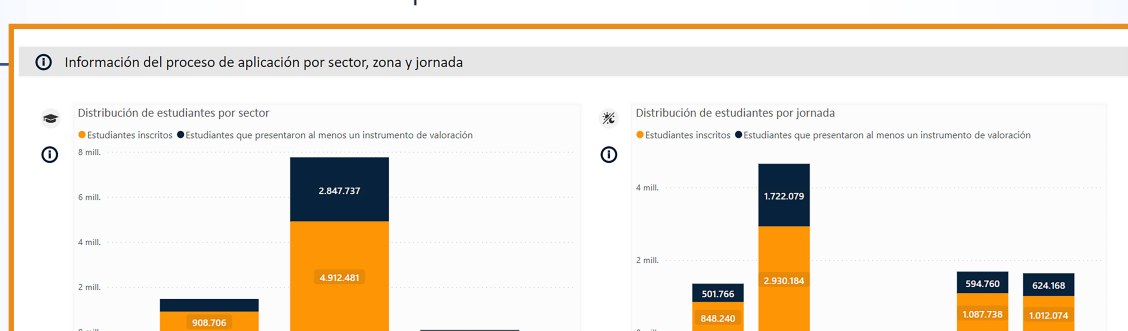 Información del proceso de aplicación por sector, zona y jornada
Distribución de estudiantes por sector
Estudiantes inscritos Estudiantes que presentaron al menos un instrumento de valoración
8 mill.
6 mill.
4 mill.
2 mill.
2.847.737
4.912.481
908.706
Distribución de estudiantes por jornada
Estudiantes inscritos Estudiantes que presentaron al menos un instrumento de valoración
4 mill.
2 mill.
1.722.079
2.930.184
501.766
848.240
594.760
1.087.738
624.168
1.012.074